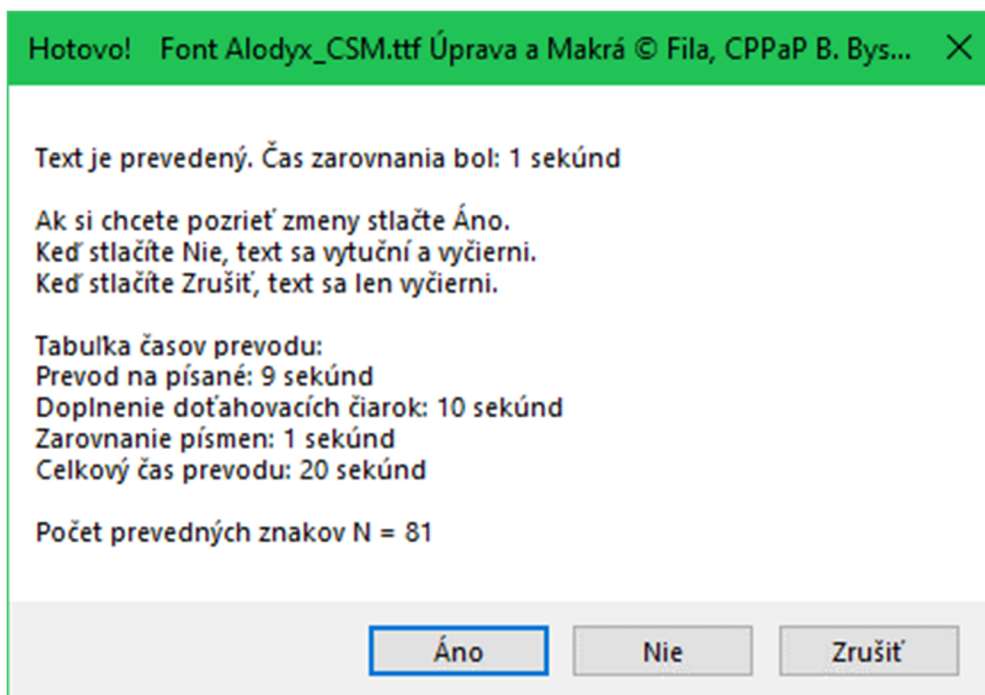 Hotovo! Font Alodyx_CSM.ttf Úprava a Makrá © Fila, CPPaP B. Bys...
Text je prevedený. Čas zarovnania bol: 1 sekúnd
Ak si chcete pozrieť zmeny stlačte Áno.
Keď stlačíte Nie, text sa vytuční a vyčierni.
Keď stlačíte Zrušiť, text sa len vyčierni.
Tabuľka časov prevodu:
Prevod na písané: 9 sekúnd
Doplnenie doťahovacích čiarok: 10 sekúnd
Zarovnanie písmen: 1 sekúnd
Celkový čas prevodu: 20 sekúnd
Počet prevedných znakov N = 81
Áno Nie Zrušiť